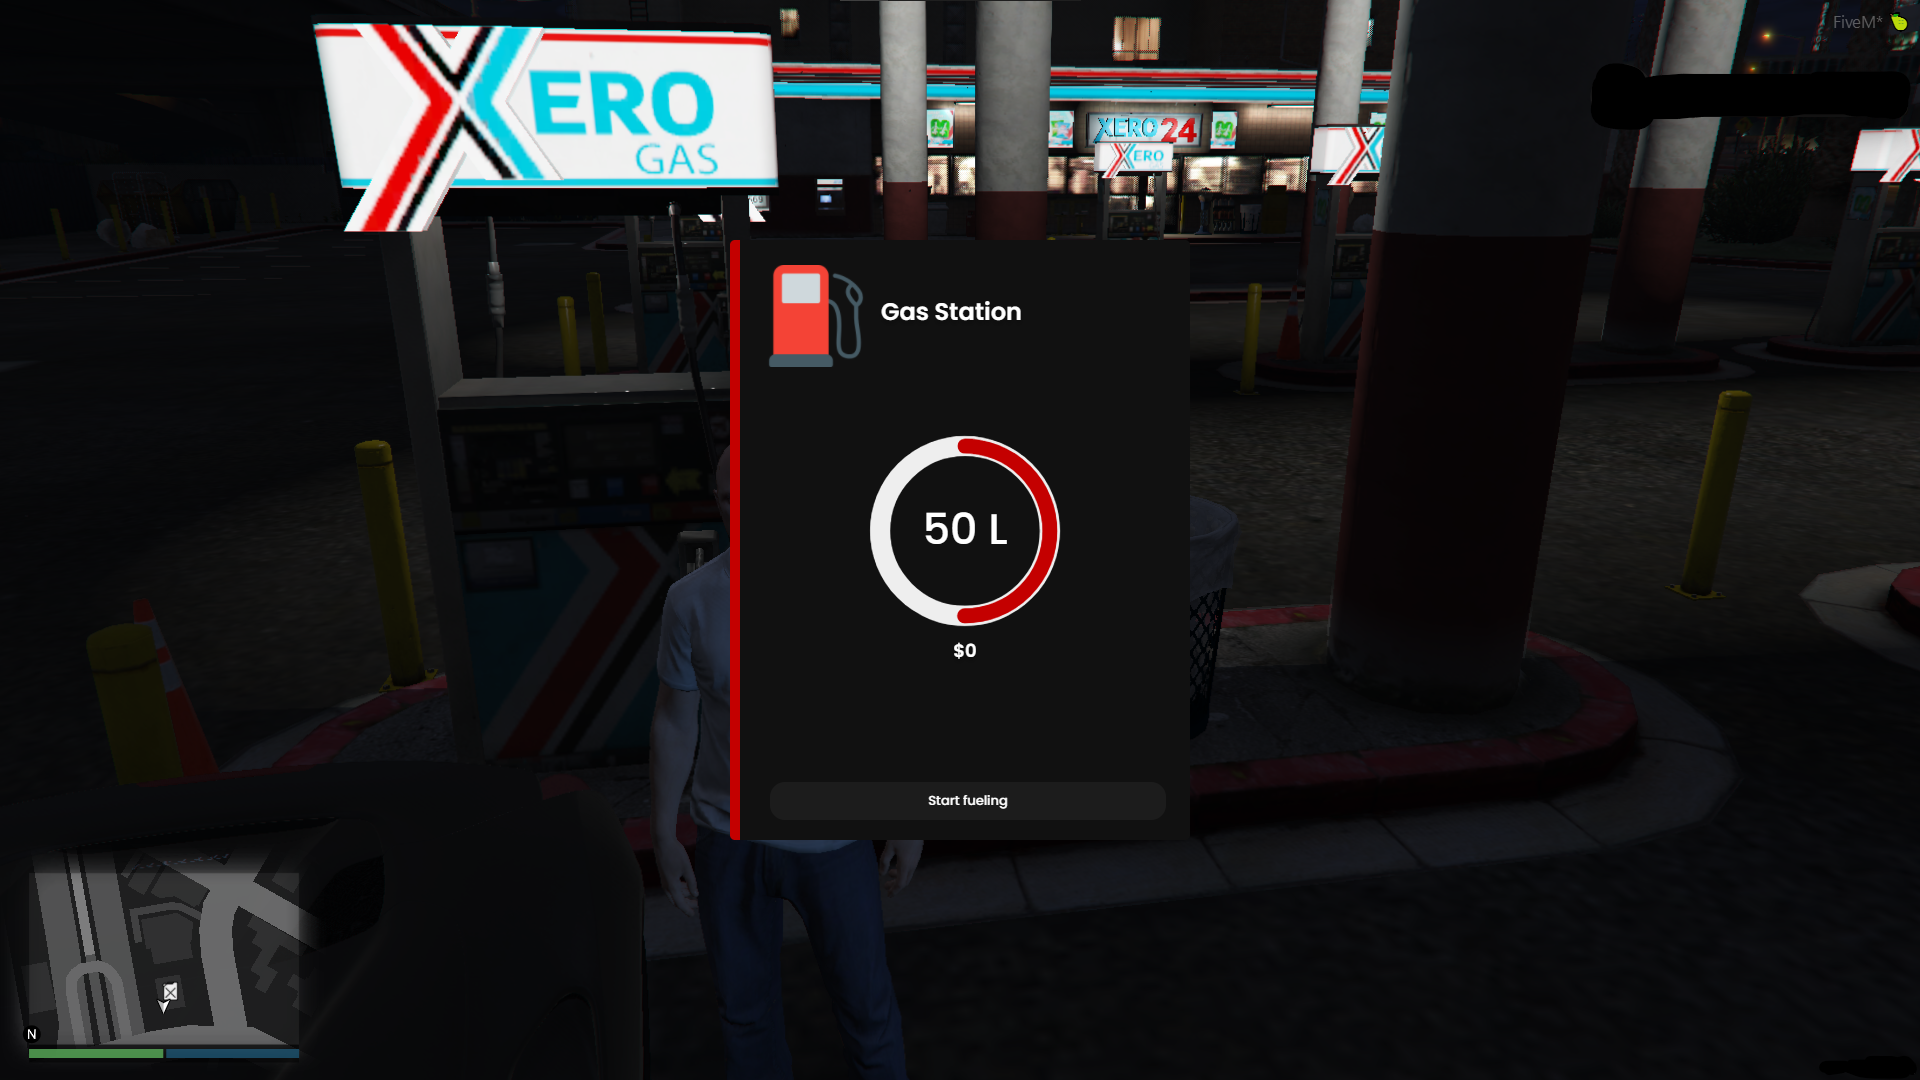 FiveM*
XERO
GAS
XERO 24
XERO
Gas Station
50 L
$0
Start fueling
N